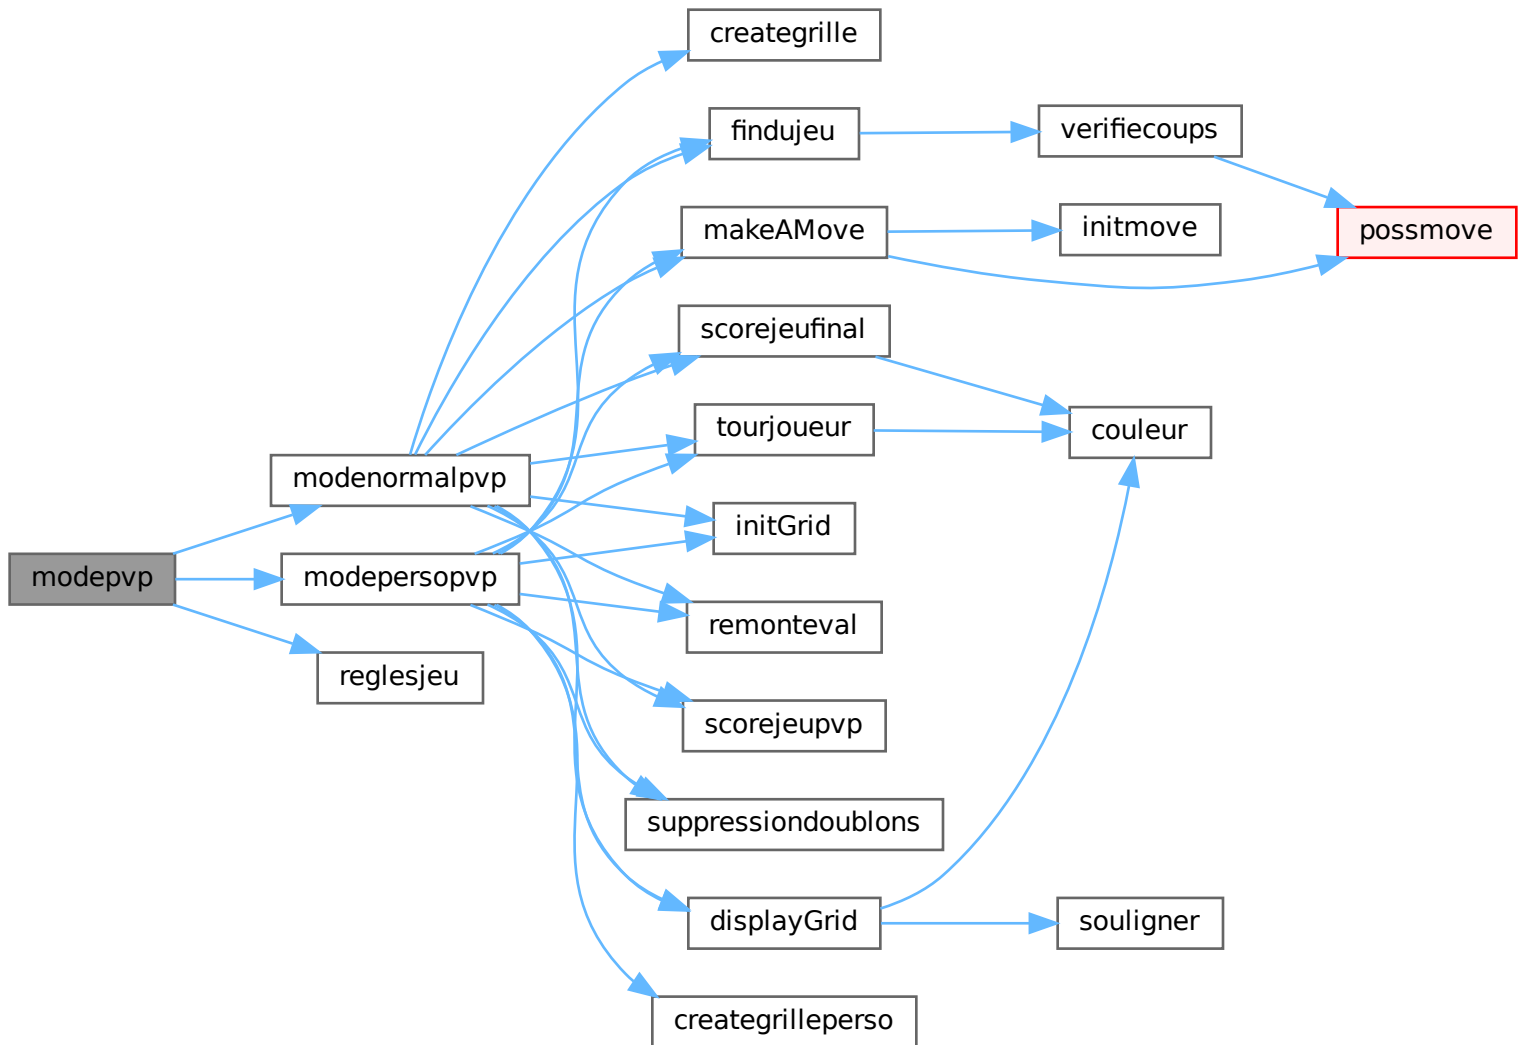 modepvp
modenormalpvp
modepersopvp
reglesjeu
creategrille
findujeu
makeAMove
scorejeufinal
tourjoueur
initGrid
remonteval
scorejeupvp
suppressiondoublons
displayGrid
creategrilleperso
verifiecoups
initmove
couleur
souligner
possmove